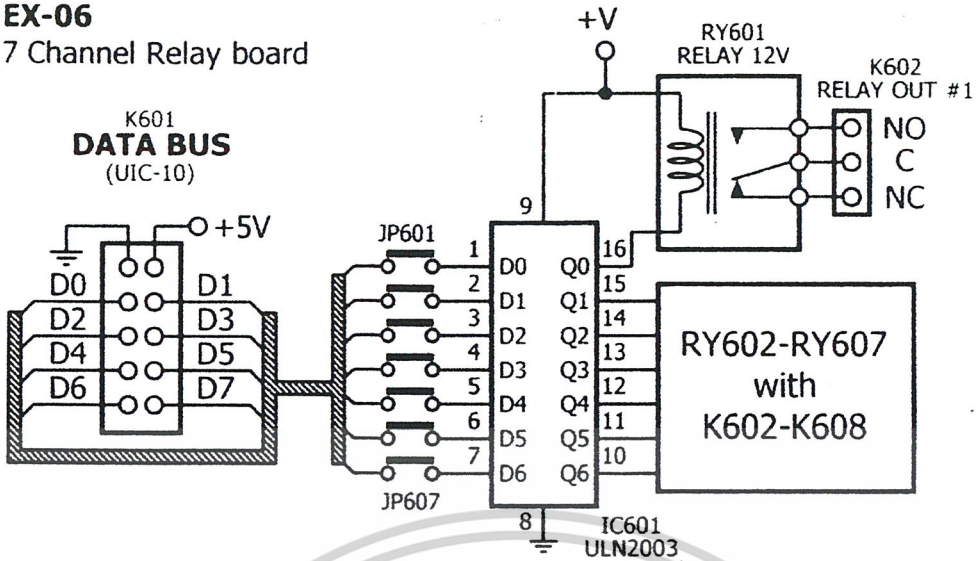 EX-06
7 Channel Relay board
+V
RY601
RELAY 12V
K602
RELAY OUT #1
NO
C
NC
K601
DATA BUS
(UIC-10)
+5V
D0
D1
D2
D3
D4
D5
D6
D7
JP601
JP607
9
1
D0
Q0
16
2
D1
Q1
15
3
D2
Q2
14
4
D3
Q3
13
5
D4
Q4
12
6
D5
Q5
11
7
D6
Q6
10
8
IC601
ULN2003
RY602-RY607
with
K602-K608